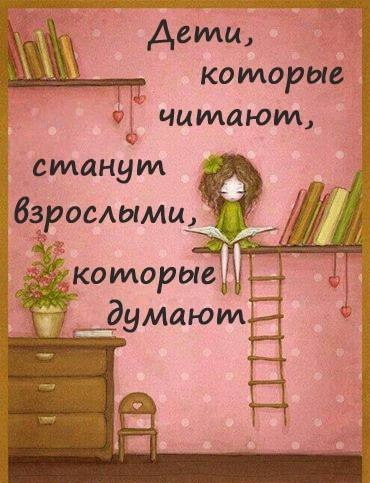 Дети,
которые
читают,
станут
взрослыми,
которые
думают.